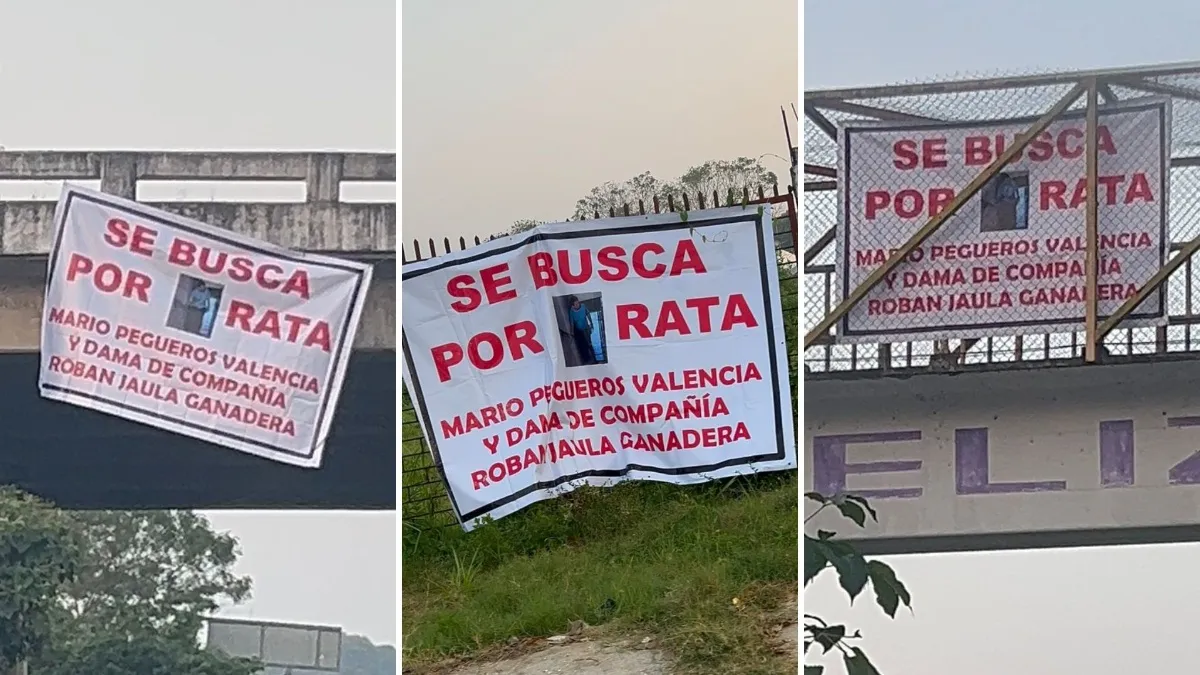 SE BUSCA
POR RATA
MARIO PEGUEROS VALENCIA
Y DAMA DE COMPAÑÍA
ROBAN JAULA GANADERA
SE BUSCA
POR RATA
MARIO PEGUEROS VALENCIA
Y DAMA DE COMPAÑÍA
ROBAN JAULA GANADERA
SE BUSCA
POR RATA
MARIO PEGUEROS VALENCIA
Y DAMA DE COMPAÑÍA
ROBAN JAULA GANADERA
ELIZ